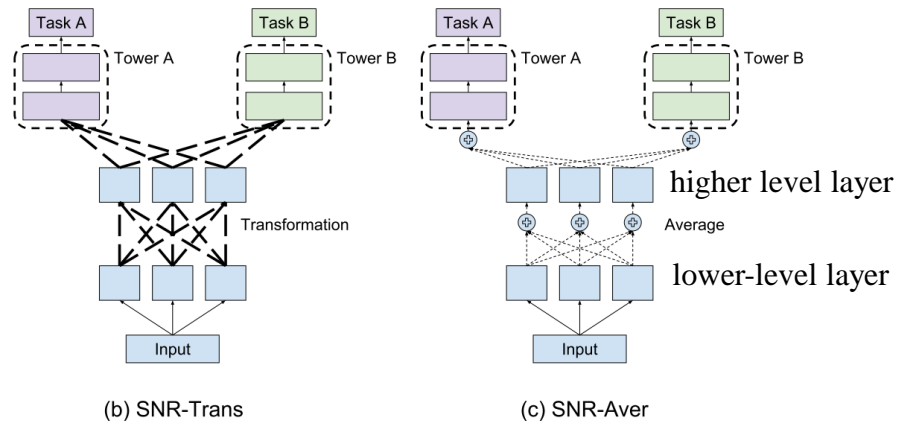 Task A
Task B
Task A
Task B
Tower A
Tower B
Tower A
Tower B
higher level layer
Transformation
Average
lower-level layer
Input
Input
(b) SNR-Trans
(c) SNR-Aver